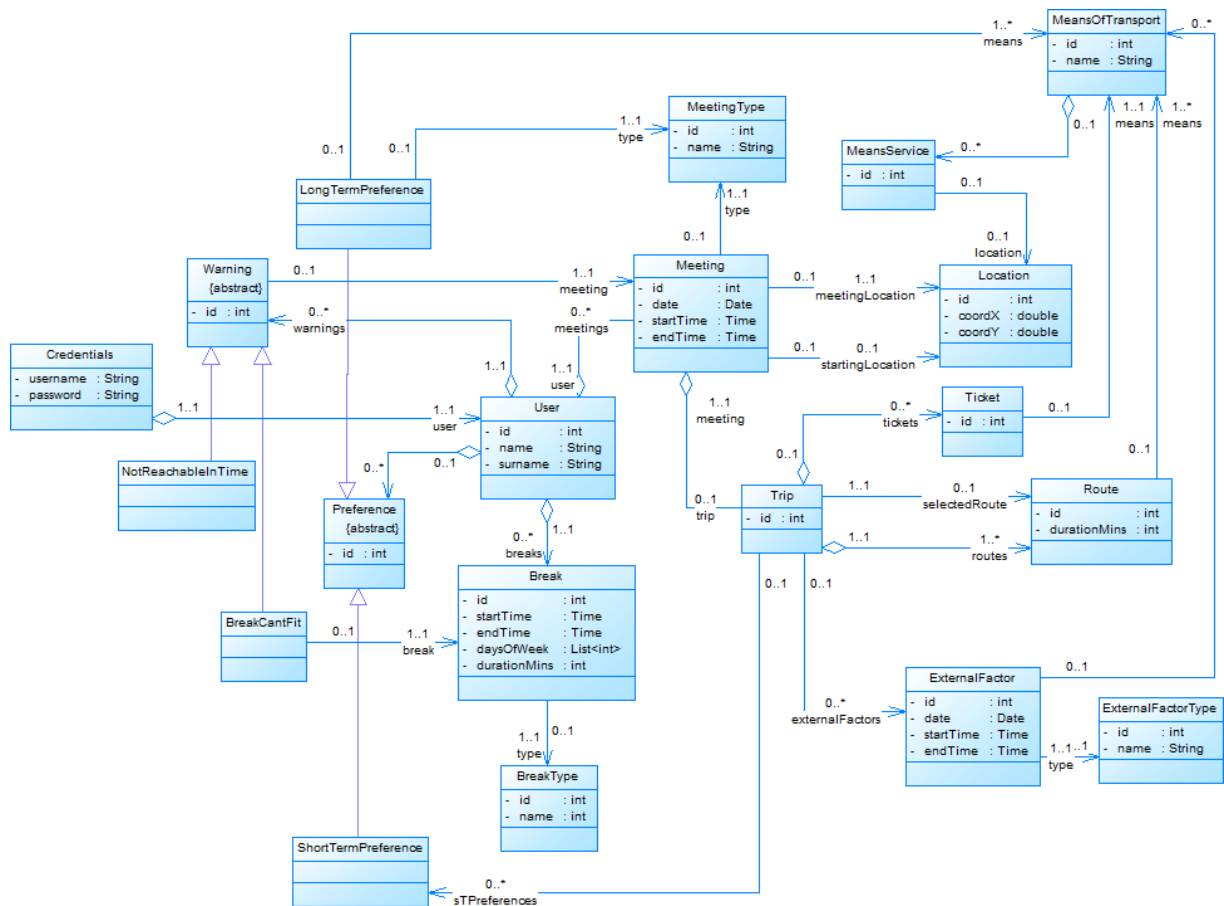 MeansOfTransport
- id : int
- name : String
1..*
means
0..*
MeetingType
- id : int
- name : String
1..1
type
0..1
0..1
1..1
means
1..*
means
0..1
MeansService
- id : int
0..*
LongTermPreference
0..1
1..1
type
0..1
0..1
location
Warning
{abstract}
- id : int
0..1
1..1
meeting
0..1
Meeting
- id : int
- date : Date
- startTime : Time
- endTime : Time
0..1
1..1
meetingLocation
Location
- id : int
- coordX : double
- coordY : double
0..*
warnings
0..*
meetings
0..1
0..1
startingLocation
Credentials
- username : String
- password : String
1..1
1..1
user
1..1
1..1
user
1..1
meeting
User
- id : int
- name : String
- surname : String
0..*
tickets
Ticket
- id : int
0..1
0..1
0..1
NotReachableInTime
0..*
0..1
Preference
{abstract}
- id : int
1..1
0..1
trip
Trip
- id : int
1..1
0..1
selectedRoute
Route
- id : int
- durationMins : int
0..*
breaks
1..1
1..*
routes
Break
- id : int
- startTime : Time
- endTime : Time
- daysOfWeek : List<int>
- durationMins : int
0..1
0..1
BreakCantFit
0..1
1..1
break
ExternalFactor
- id : int
- date : Date
- startTime : Time
- endTime : Time
0..1
0..*
externalFactors
ExternalFactorType
- id : int
- name : String
1..1
type
0..1
1..1
type
1..1
BreakType
- id : int
- name : int
ShortTermPreference
0..*
sTPreferences